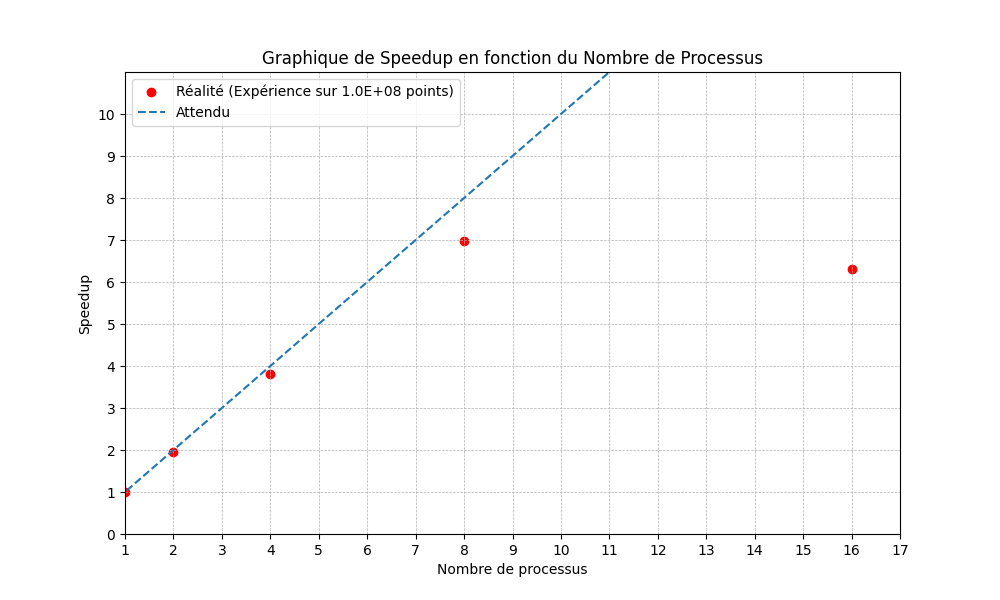 Graphique de Speedup en fonction du Nombre de Processus
Réalité (Expérience sur 1.0E+08 points)
Attendu
10
9
8
7
6
5
4
3
2
1
0
Speedup
1 2 3 4 5 6 7 8 9 10 11 12 13 14 15 16 17
Nombre de processus